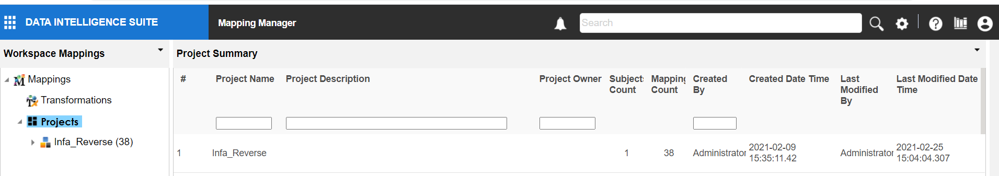 DATA INTELLIGENCE SUITE
Mapping Manager
Search
Workspace Mappings
Project Summary
Mappings
Transformations
Projects
Infa_Reverse (38)
# Project Name Project Description Project Owner Subject Mapping Created Created Date Time Last Last Modified Date
Count Count By Modified Time
By
1 Infa_Reverse 1 38 Administrator 2021-02-09 Administrator 2021-02-25
15:35:11.42 15:04:04.307